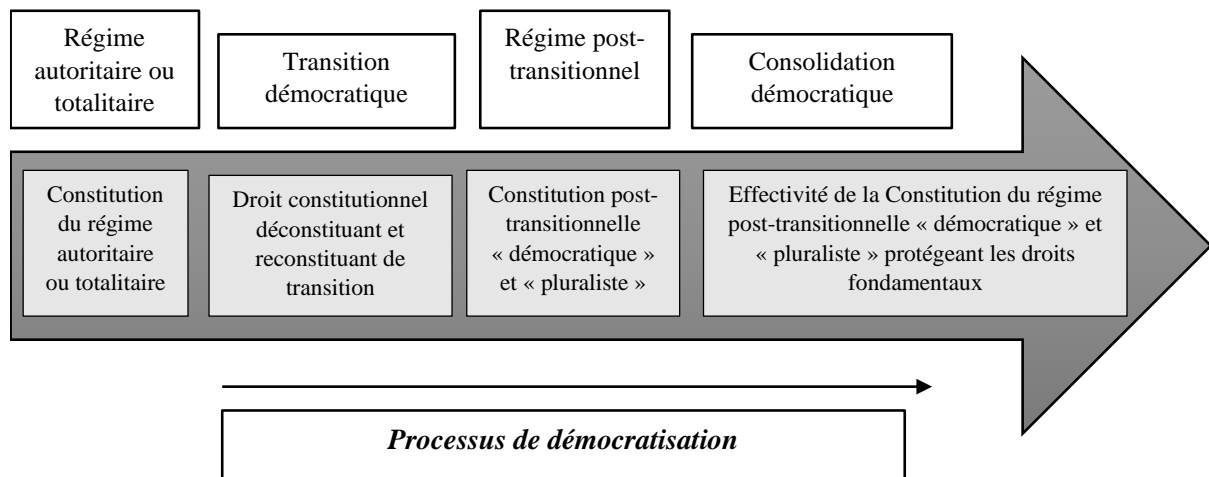 Régime
autoritaire ou
totalitaire
Transition
démocratique
Régime post-
transitionnel
Consolidation
démocratique
Constitution
du régime
autoritaire
ou totalitaire
Droit constitutionnel
déconstituant et
reconstituant de
transition
Constitution post-
transitionnelle
« démocratique »
et « pluraliste »
Effectivité de la Constitution du régime
post-transitionnelle « démocratique » et
« pluraliste » protégeant les droits
fondamentaux
Processus de démocratisation